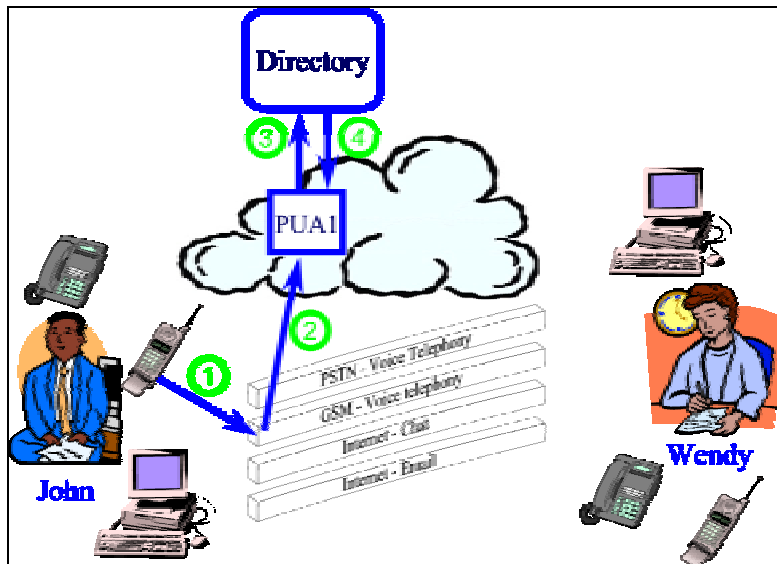 Directory
3 4
PUA1
2
1
PSTN - Voice Telephony
GSM - Voice telephony
Internet - Chat
Internet - Email
John
Wendy